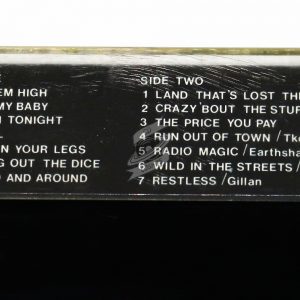 E SIDE TWO
EM HIGH 1 LAND THAT'S LOST THE
MY BABY 2 CRAZY 'BOUT THE STUF
TONIGHT 3 THE PRICE YOU PAY
4 RUN OUT OF TOWN /Tk
N YOUR LEGS 5 RADIO MAGIC /Earthsha
G OUT THE DICE 6 WILD IN THE STREETS /
AND AROUND 7 RESTLESS /Gillan